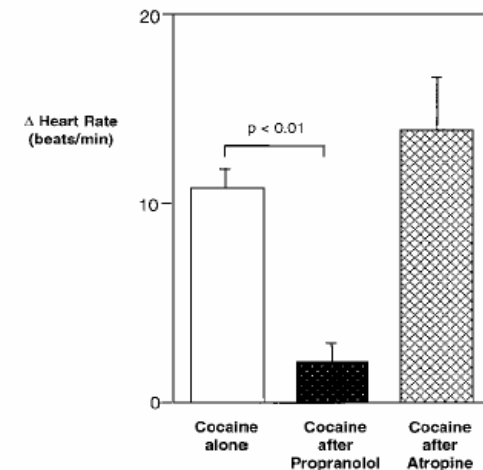 20
Δ Heart Rate
(beats/min)
p < 0.01
10
0
Cocaine
alone
Cocaine
after
Propranolol
Cocaine
after
Atropine